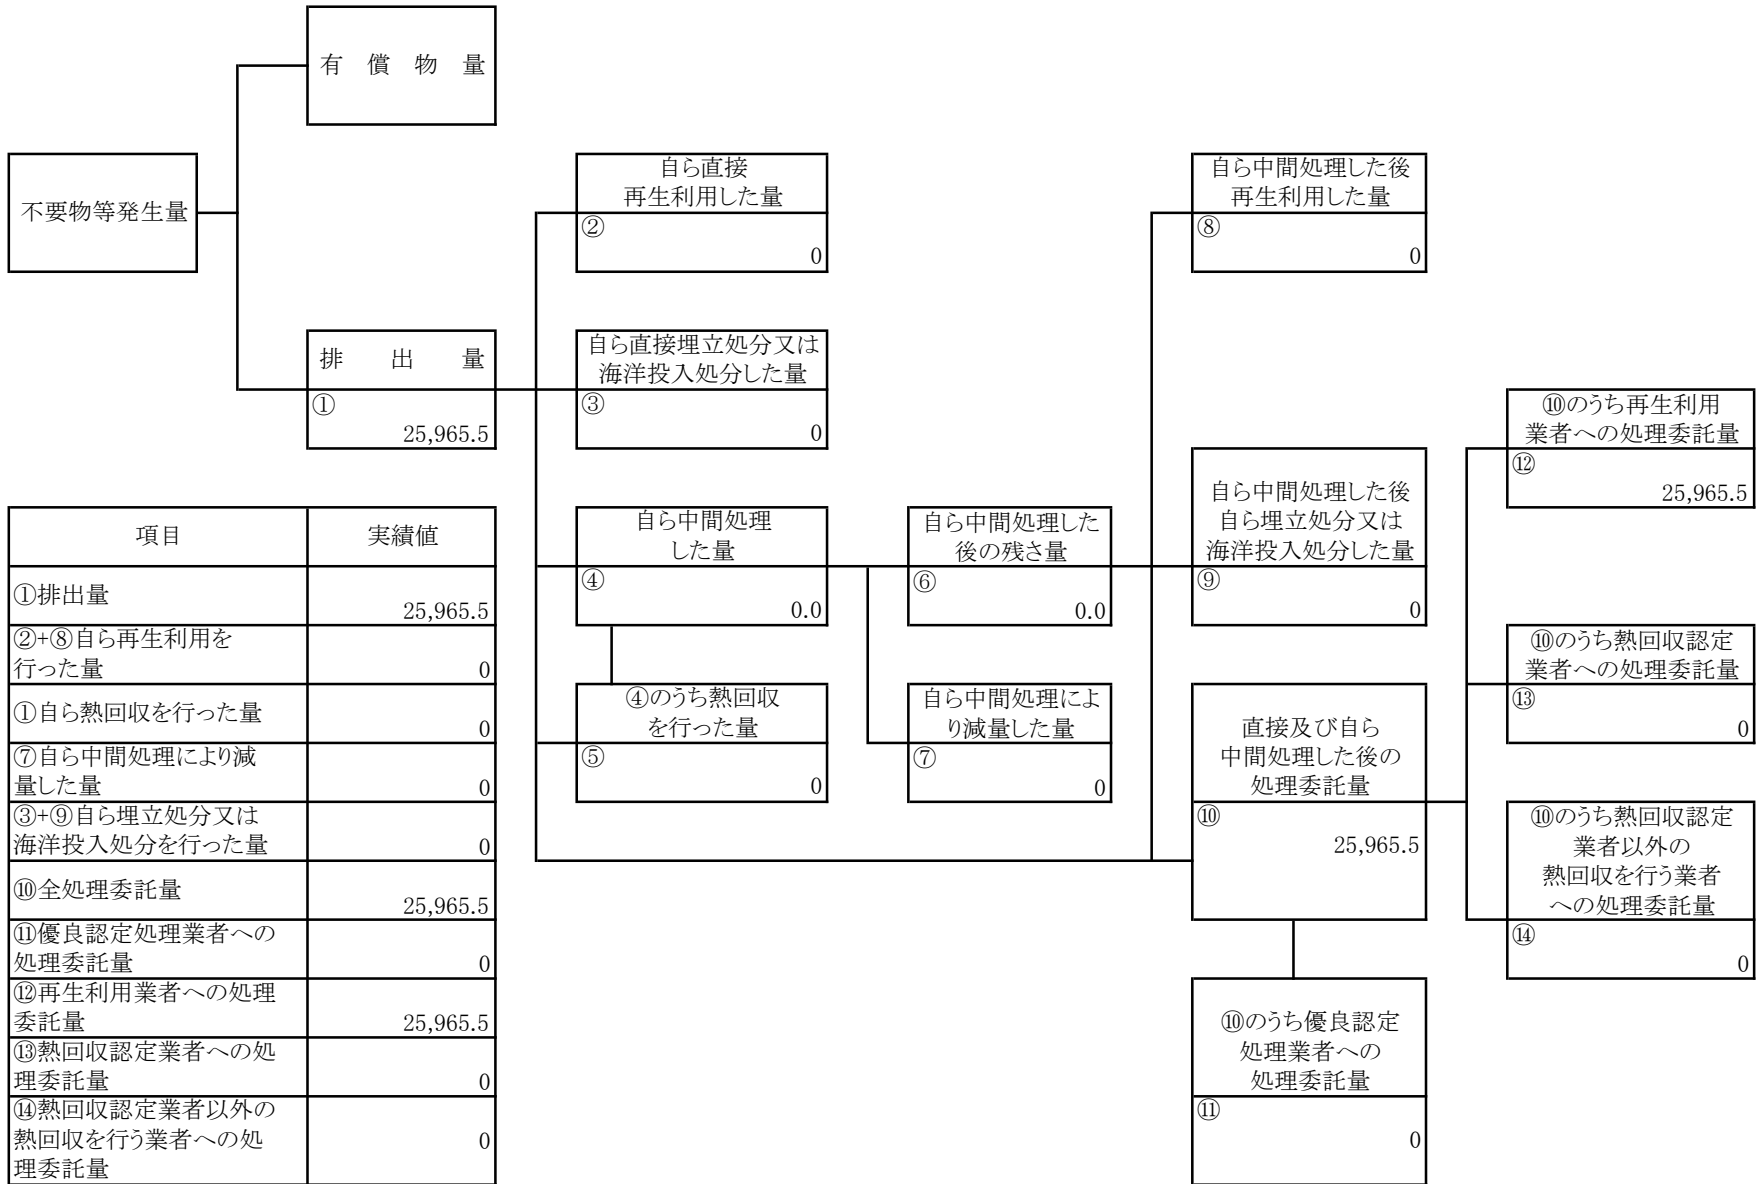 有償物量
不要物等発生量
自ら直接
再生利用した量
②
0
自ら中間処理した後
再生利用した量
⑧
0
排出量
①
25,965.5
自ら直接埋立処分又は
海洋投入処分した量
③
0
⑩のうち再生利用
業者への処理委託量
⑫
25,965.5
自ら中間処理
した量
④
0.0
自ら中間処理した
後の残さ量
⑥
0.0
自ら中間処理した後
自ら埋立処分又は
海洋投入処分した量
⑨
0
⑩のうち熱回収認定
業者への処理委託量
⑬
0
④のうち熱回収
を行った量
⑤
0
自ら中間処理によ
り減量した量
⑦
0
直接及び自ら
中間処理した後の
処理委託量
⑩
25,965.5
⑩のうち熱回収認定
業者以外の
熱回収を行う業者
への処理委託量
⑭
0
⑩のうち優良認定
処理業者への
処理委託量
⑪
0
項目 実績値
①排出量 25,965.5
②+⑧自ら再生利用を
行った量 0
①自ら熱回収を行った量 0
⑦自ら中間処理により減
量した量 0
③+⑨自ら埋立処分又は
海洋投入処分を行った量 0
⑩全処理委託量 25,965.5
⑪優良認定処理業者への
処理委託量 0
⑫再生利用業者への処理
委託量 25,965.5
⑬熱回収認定業者への処
理委託量 0
⑭熱回収認定業者以外の
熱回収を行う業者への処 0
理委託量